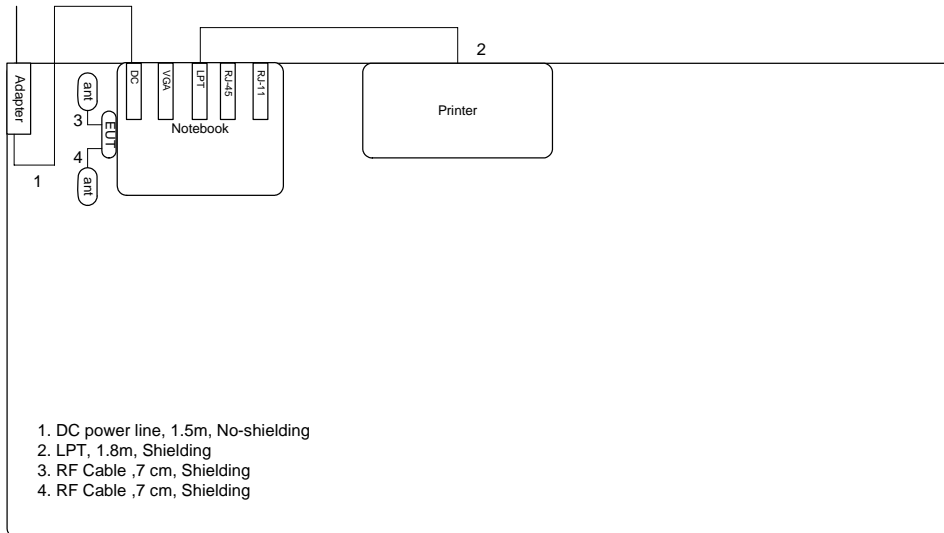 2
Adapter
ant
3
EUT
4
ant
1
DC
VGA
LPT
RJ-45
RJ-11
Notebook
Printer
1. DC power line, 1.5m, No-shielding
2. LPT, 1.8m, Shielding
3. RF Cable ,7 cm, Shielding
4. RF Cable ,7 cm, Shielding